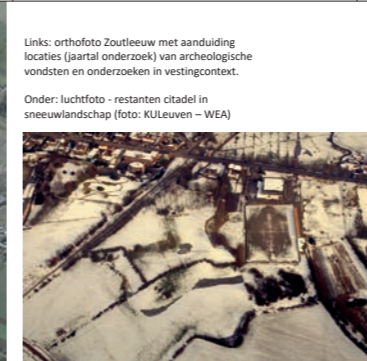 Links: orthofoto Zoutleeuw met aanduiding
locaties (jaartal onderzoek) van archeologische
vondsten en onderzoeken in vestingcontext.
Onder: luchtfoto - restanten citadel in
sneeuwlandschap (foto: KULeuven – WEA)